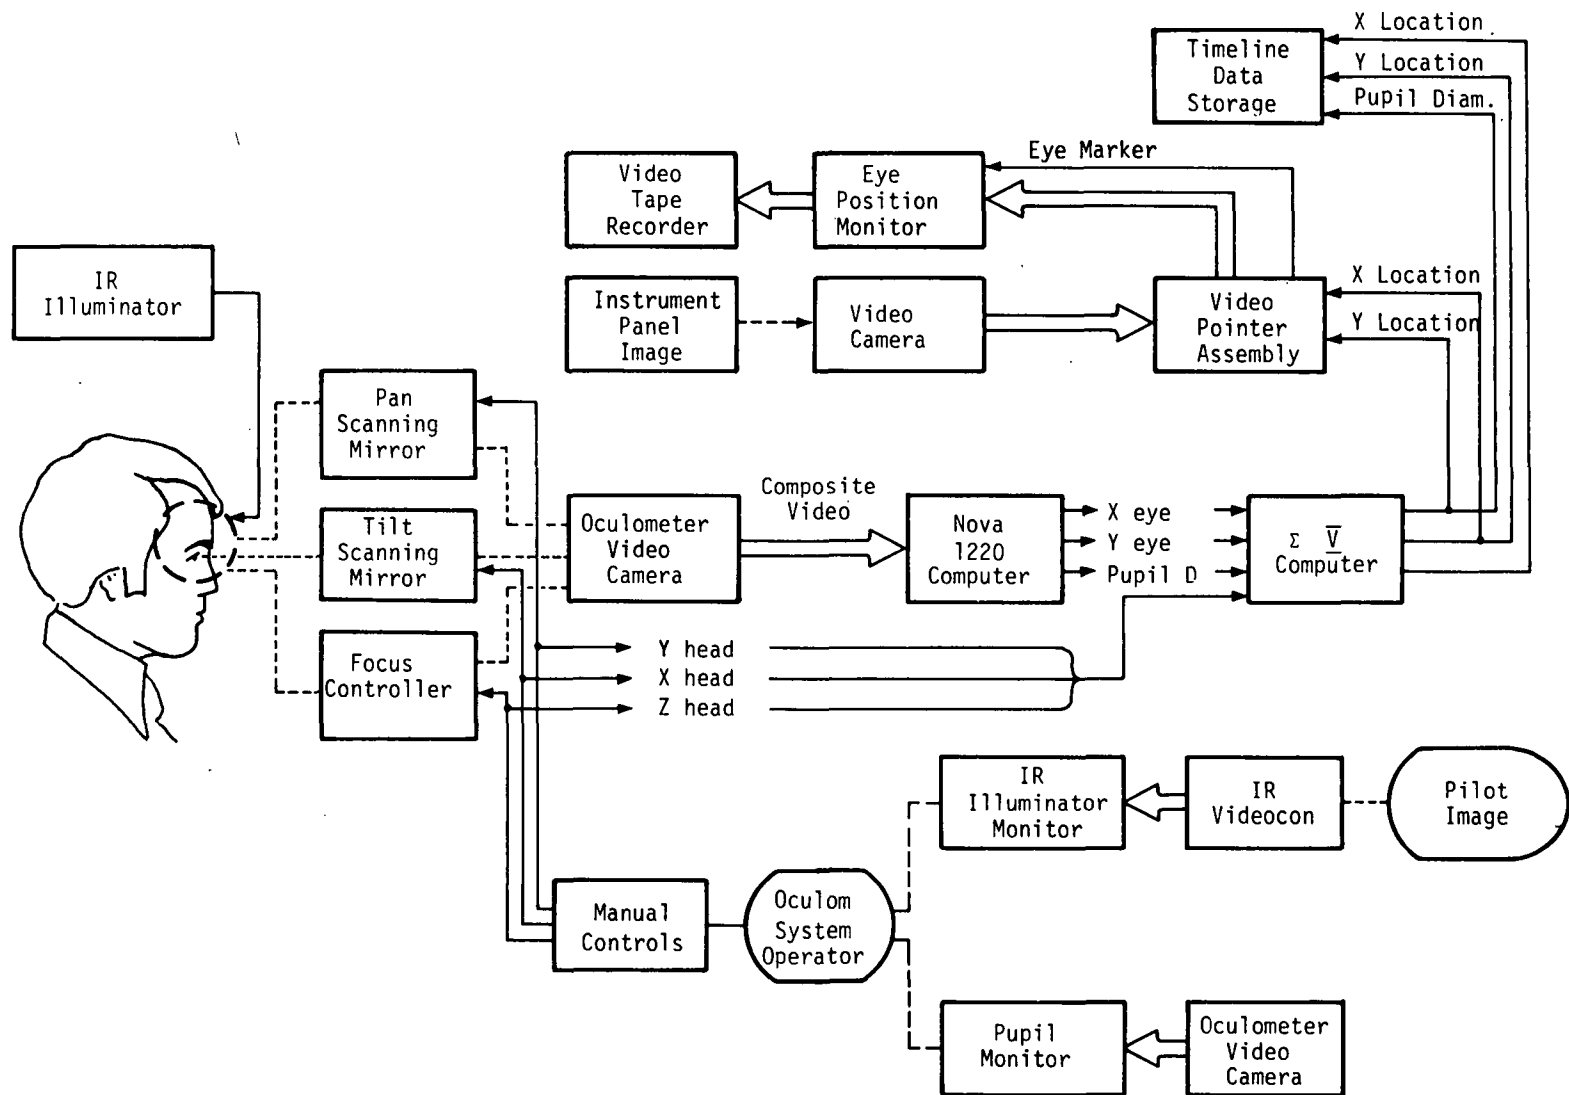 X Location
Timeline
Data
Storage
Y Location
Pupil Diam.
Eye Marker
Video
Tape
Recorder
Eye
Position
Monitor
IR
Illuminator
Instrument
Panel
Image
Video
Camera
Video
Pointer
Assembly
X Location
Y Location
Pan
Scanning
Mirror
Tilt
Scanning
Mirror
Focus
Controller
Oculometer
Video
Camera
Composite
Video
Nova
1220
Computer
X eye
Y eye
Pupil D
Σ V
Computer
Y head
X head
Z head
IR
Illuminator
Monitor
IR
Videocon
Pilot
Image
Manual
Controls
Oculom
System
Operator
Pupil
Monitor
Oculometer
Video
Camera